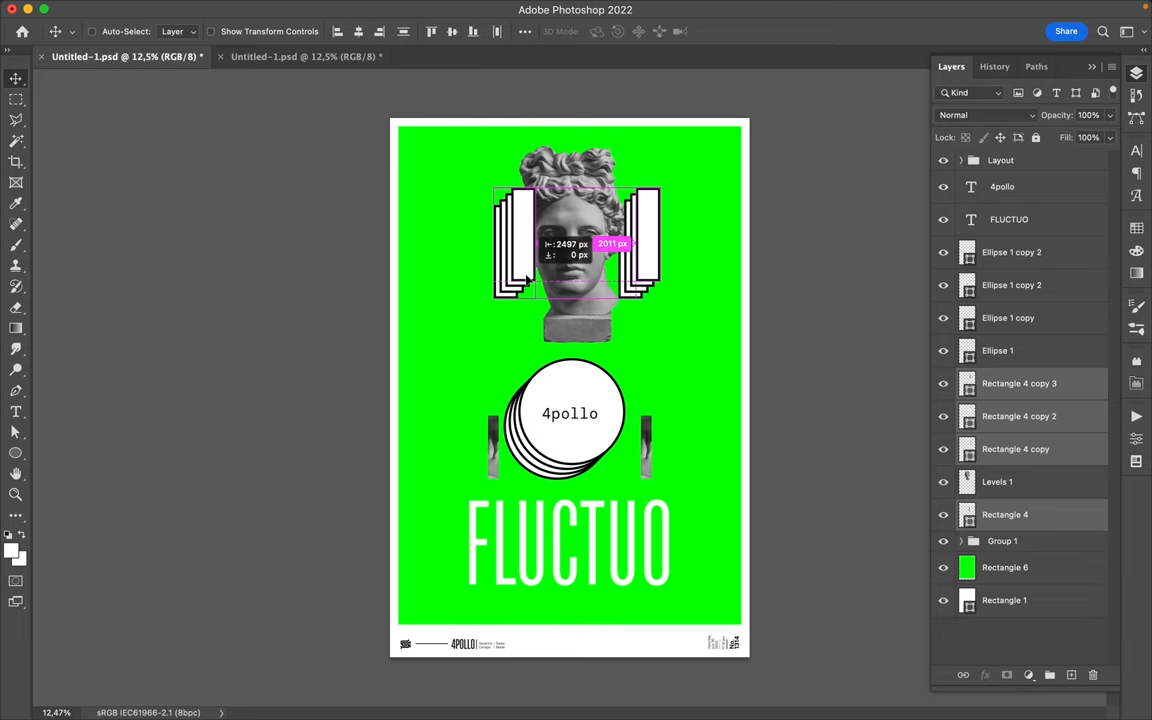 Adobe Photoshop 2022
Auto-Select: Layer Show Transform Controls 3D Mode: Share
Untitled-1.psd @ 12,5% (RGB/8) * Untitled-1.psd @ 12,5% (RGB/8) *
Layers History Paths
Kind
Normal Opacity: 100%
Lock: Fill: 100%
Layout
4pollo
FLUCTUO
Ellipse 1 copy 2
Ellipse 1 copy 2
Ellipse 1 copy
Ellipse 1
Rectangle 4 copy 3
Rectangle 4 copy 2
Rectangle 4 copy
Levels 1
Rectangle 4
Group 1
Rectangle 6
Rectangle 1
2497 px
0 px
2011 px
4pollo
FLUCTUO
4POLLO
No. 1314
12,47% sRGB IEC61966-2.1 (8bpc)